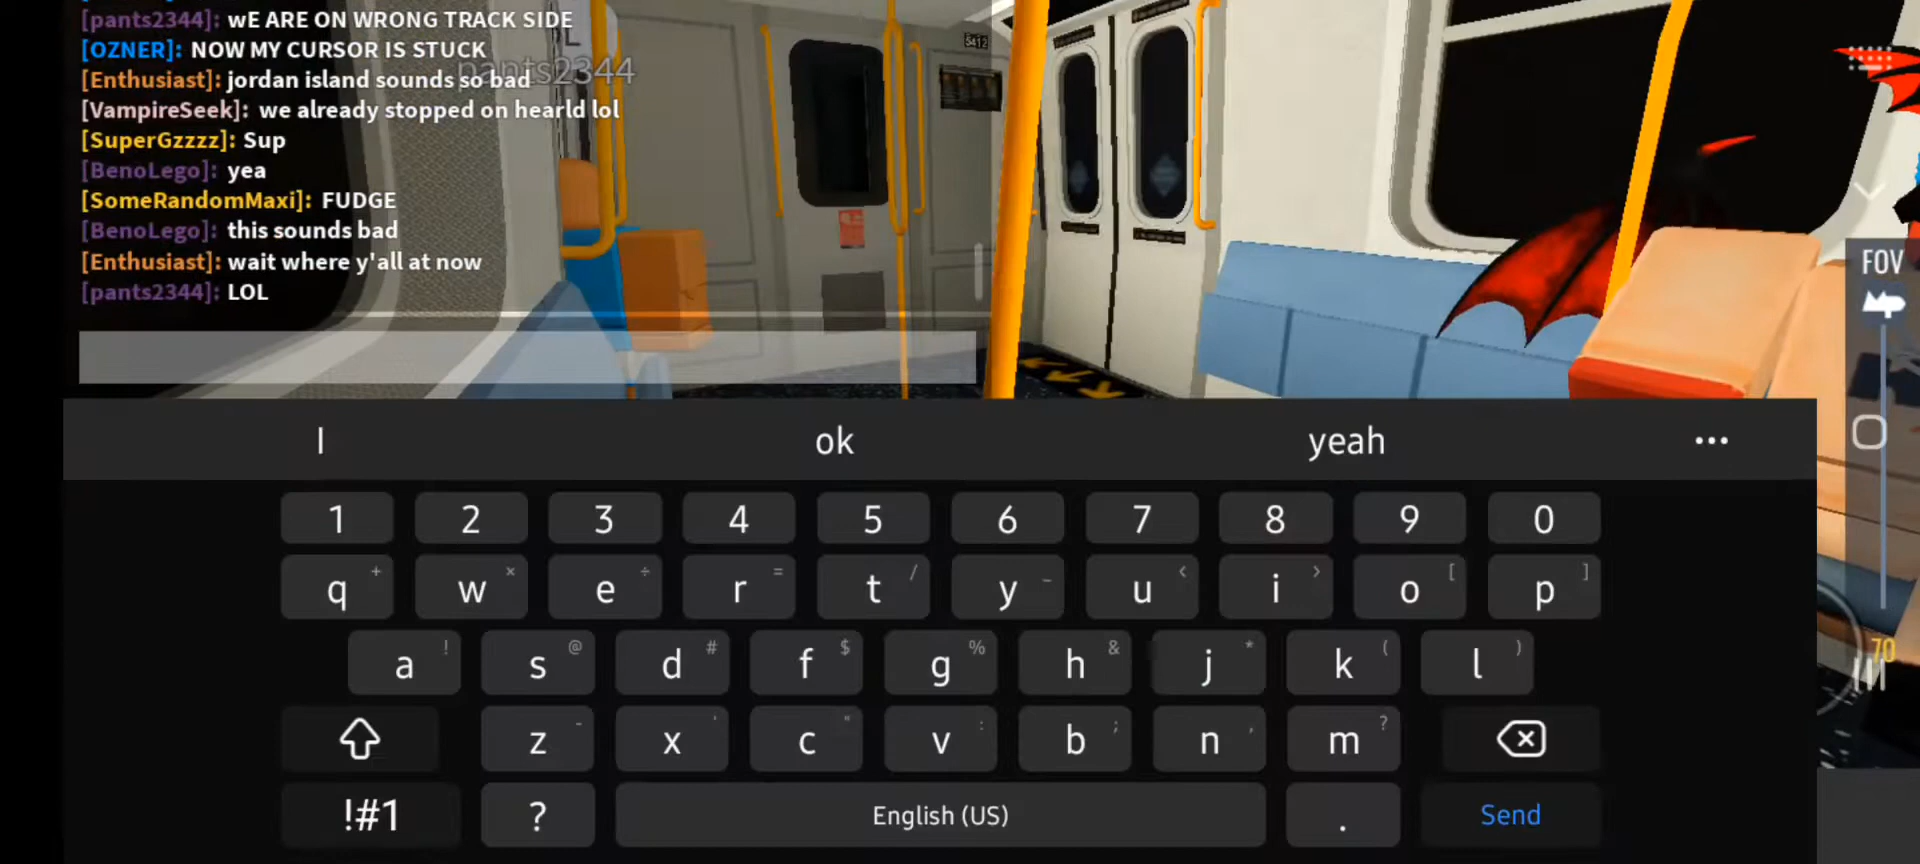 [pants2344]: wE ARE ON WRONG TRACK SIDE
[OZNER]: NOW MY CURSOR IS STUCK
pants2344
[Enthusiast]: jordan island sounds so bad
[VampireSeek]: we already stopped on hearld lol
[SuperGzzzz]: Sup
[BenoLego]: yea
[SomeRandomMaxi]: FUDGE
[BenoLego]: this sounds bad
[Enthusiast]: wait where y'all at now
[pants2344]: LOL
FOV
70
I ok yeah •••
1 2 3 4 5 6 7 8 9 0
q + w × e ÷ r = t / y _ u < i > o [ p ]
a ! s @ d # f $ g % h & j * k ( l )
z - x ' c " v : b ; n , m ?
!#1 ? English (US) . Send